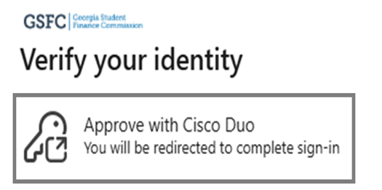 GSFC Georgia Student
Finance Commission
Verify your identity
Approve with Cisco Duo
You will be redirected to complete sign-in